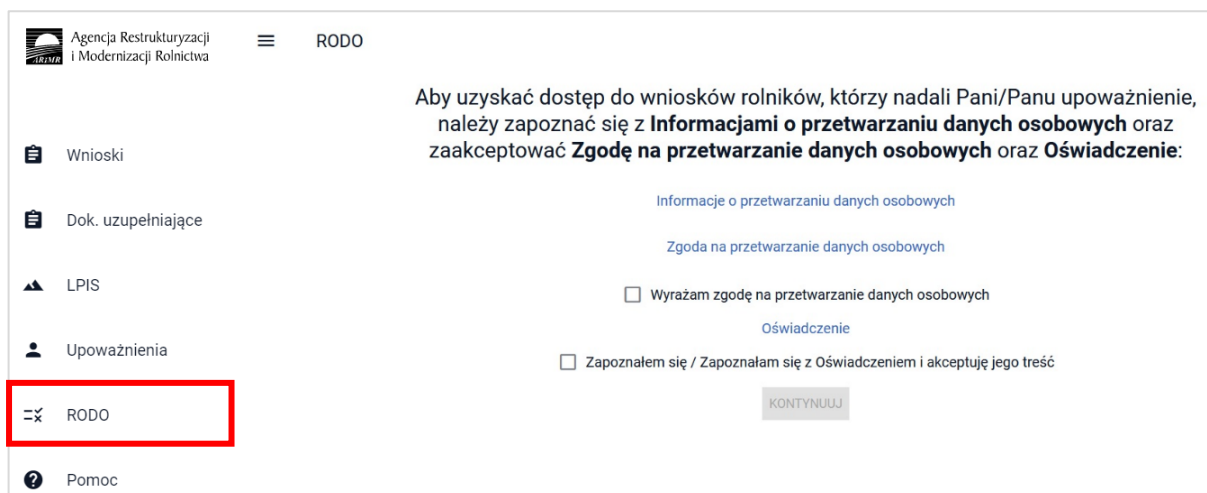 Agencja Restrukturyzacji
i Modernizacji Rolnictwa
ARiMR
RODO
Wnioski
Dok. uzupełniające
LPIS
Upoważnienia
RODO
Pomoc
Aby uzyskać dostęp do wniosków rolników, którzy nadali Pani/Panu upoważnienie,
należy zapoznać się z Informacjami o przetwarzaniu danych osobowych oraz
zaakceptować Zgodę na przetwarzanie danych osobowych oraz Oświadczenie:
Informacje o przetwarzaniu danych osobowych
Zgoda na przetwarzanie danych osobowych
Wyrażam zgodę na przetwarzanie danych osobowych
Oświadczenie
Zapoznałem się / Zapoznałam się z Oświadczeniem i akceptuję jego treść
KONTYNUUJ